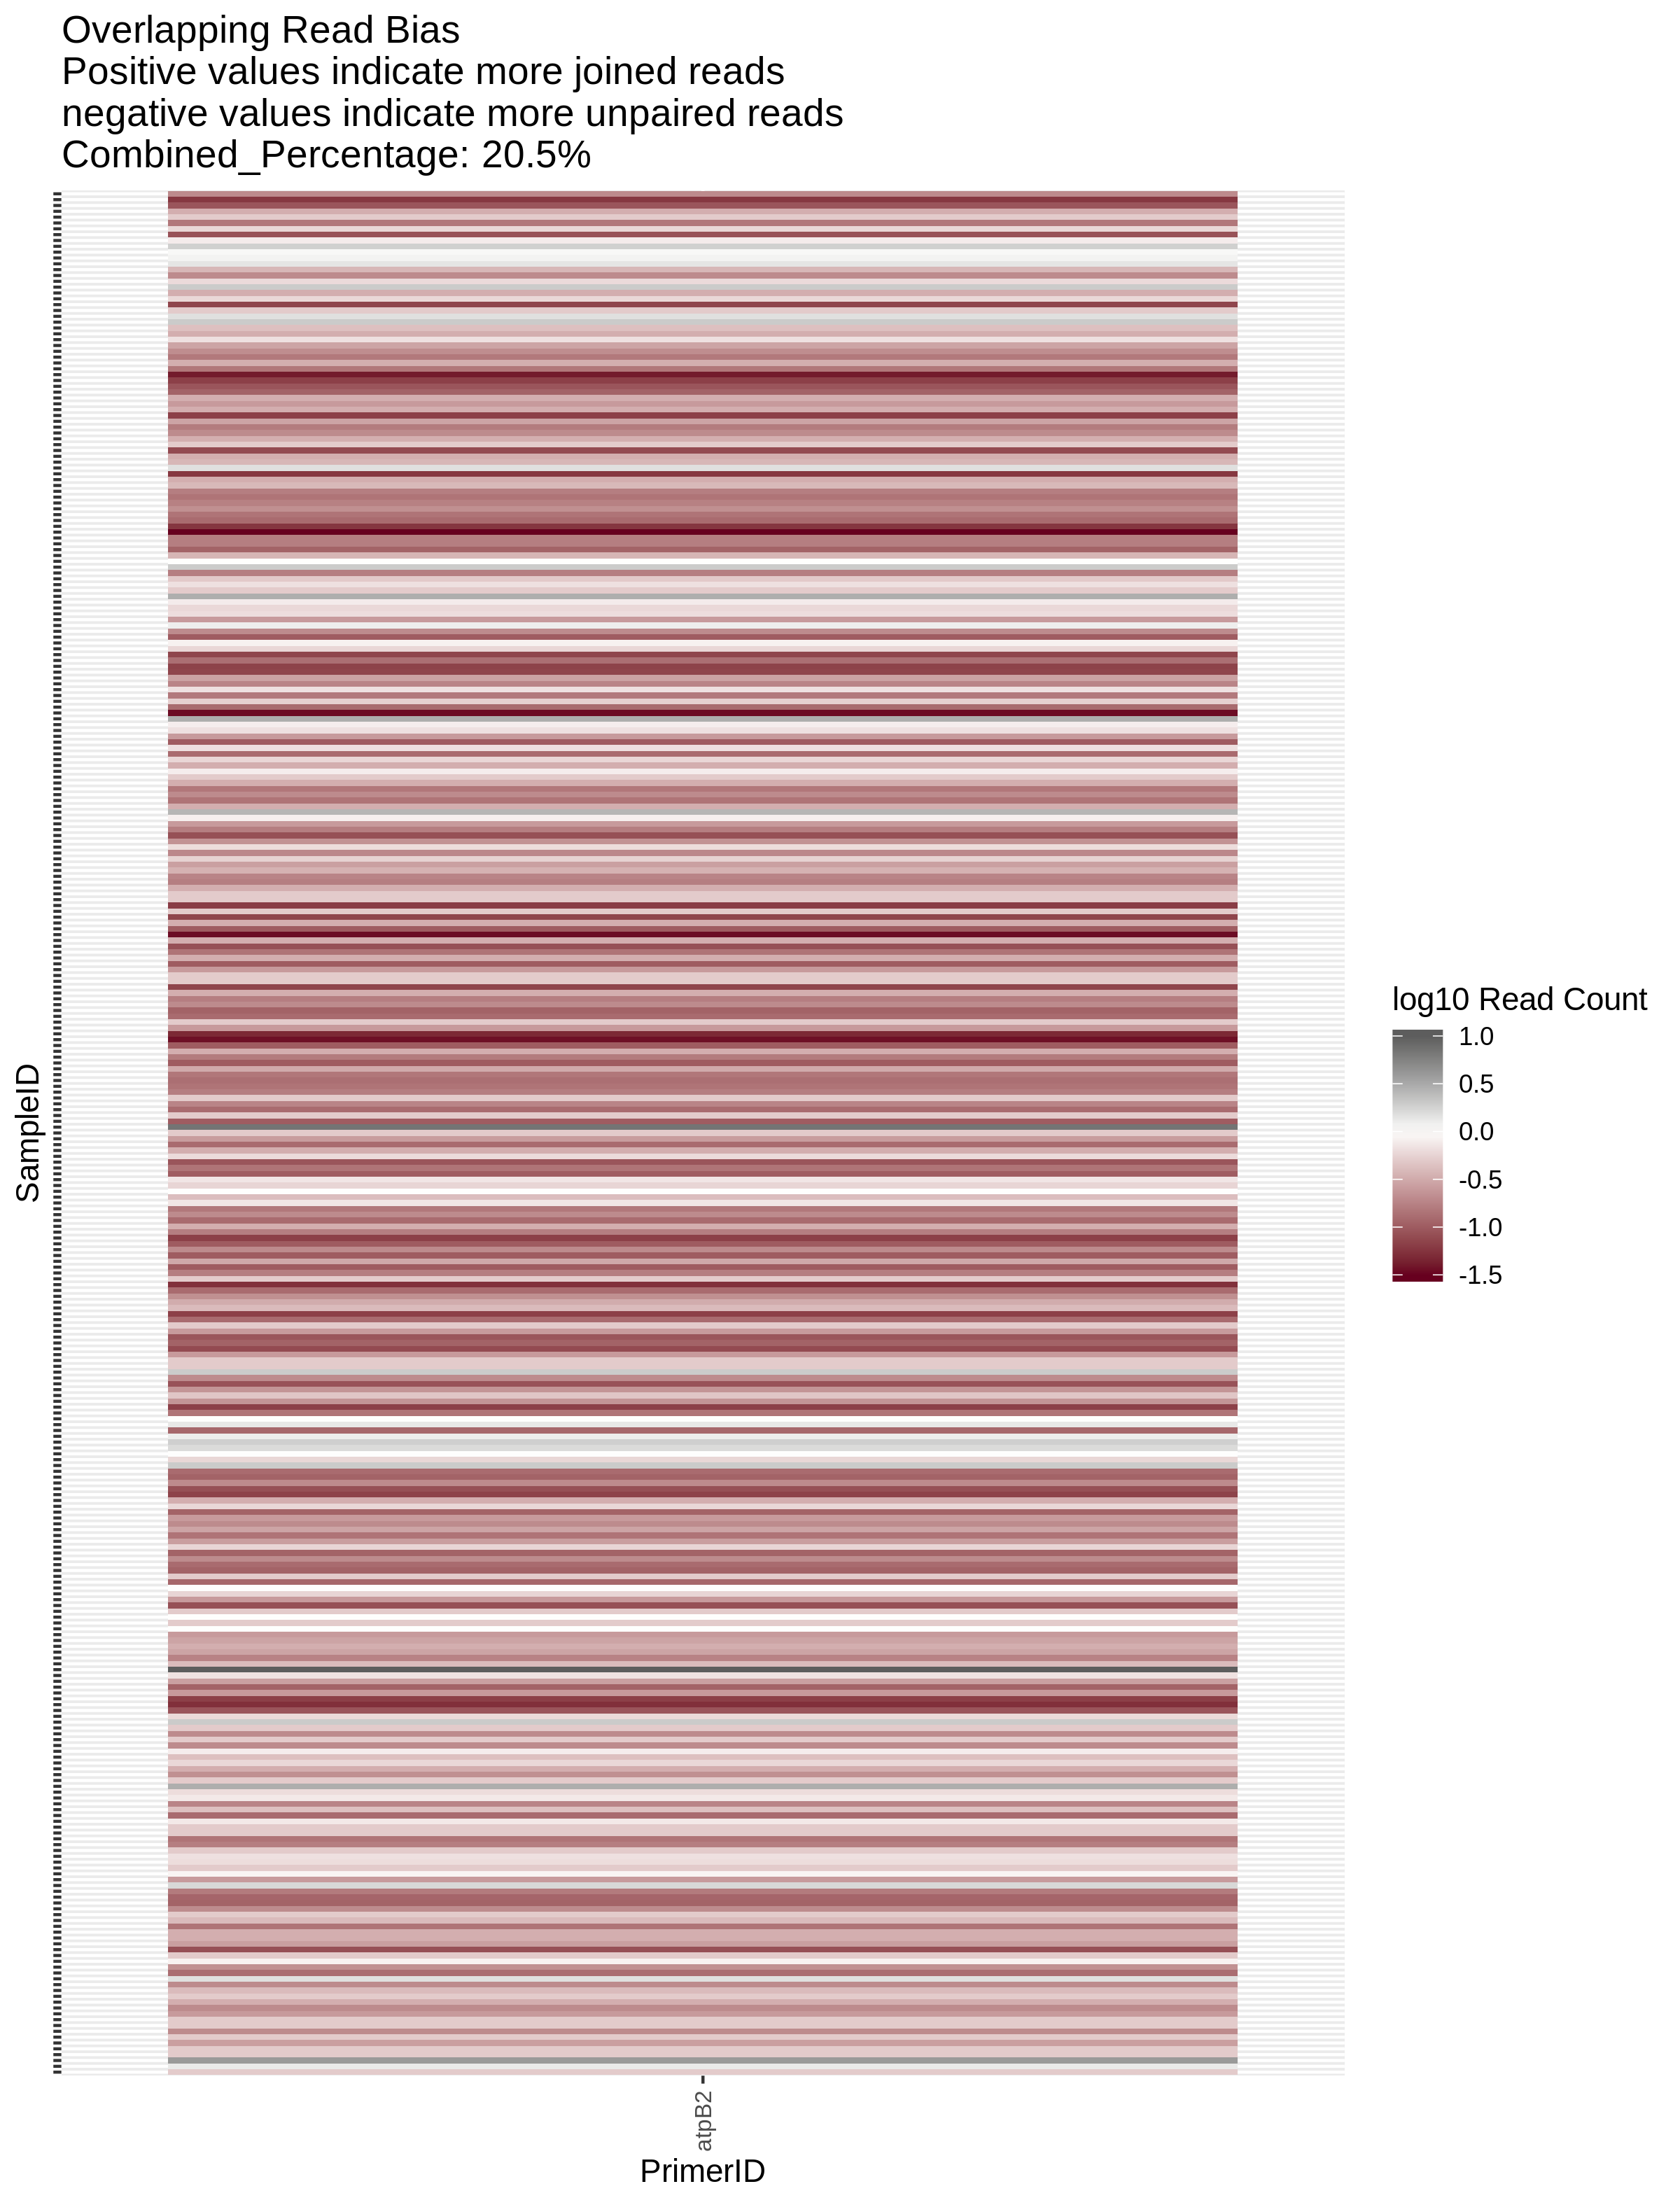 Overlapping Read Bias
Positive values indicate more joined reads
negative values indicate more unpaired reads
Combined_Percentage: 20.5%
SampleID
log10 Read Count
1.0
0.5
0.0
-0.5
-1.0
-1.5
atpB2
PrimerID